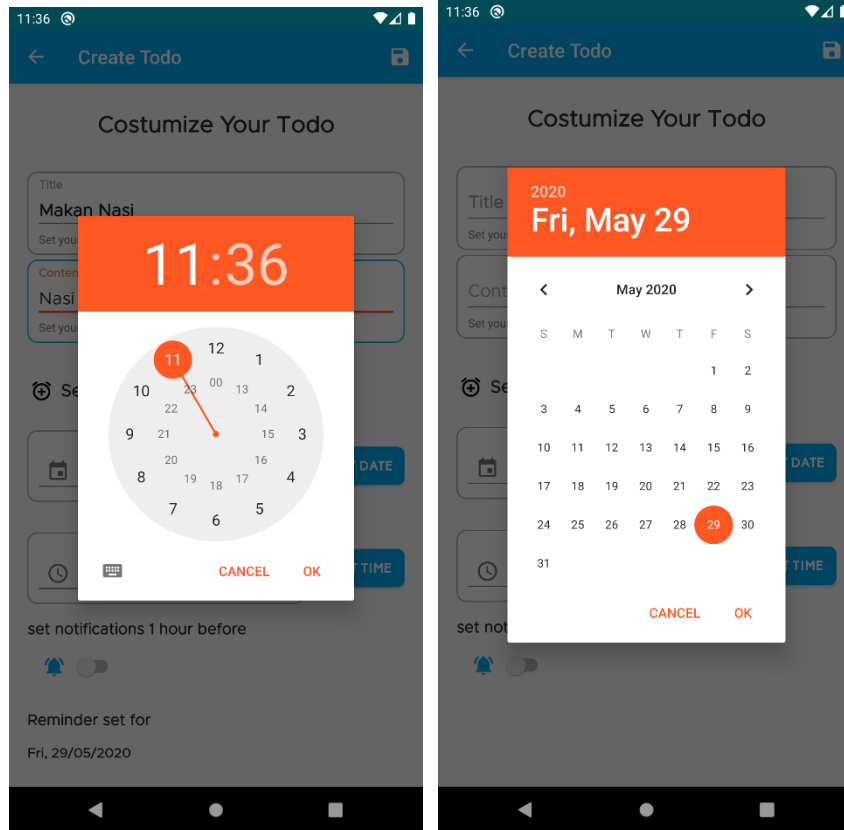 11:36
Create Todo
Costumize Your Todo
Title
Makan Nasi
Set you
Conten
Nasi
Set you
11:36
12
11
1
10
00
2
23
13
22
14
9
21
15
3
20
16
8
19
17
4
18
7
5
6
Se
DATE
CANCEL
OK
TIME
set notifications 1 hour before
Reminder set for
Fri, 29/05/2020
11:36
Create Todo
Costumize Your Todo
Title
Set you
Cont
Set you
2020
Fri, May 29
May 2020
S M T W T F S
1 2
3 4 5 6 7 8 9
10 11 12 13 14 15 16
17 18 19 20 21 22 23
24 25 26 27 28 29 30
31
CANCEL OK
Se
DATE
T TIME
set not